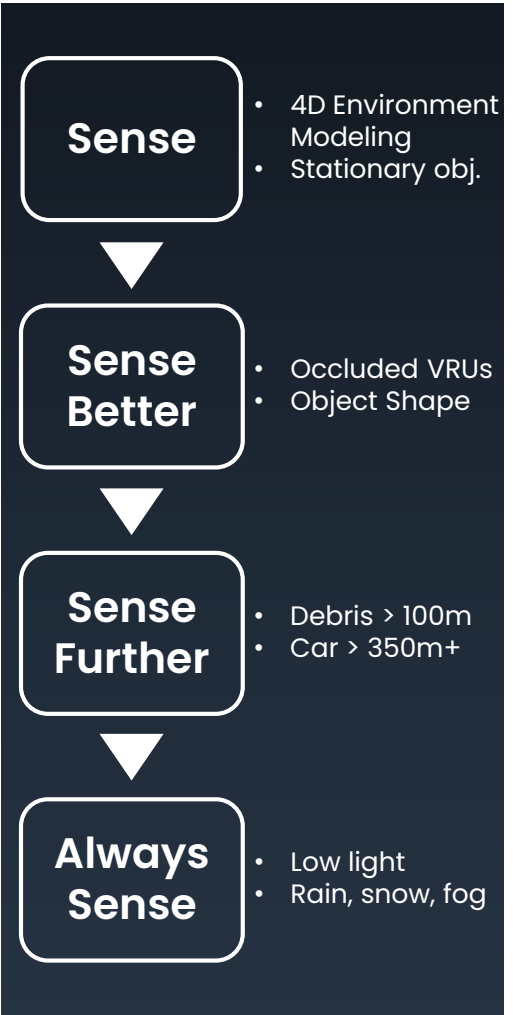 Sense
• 4D Environment
Modeling
• Stationary obj.
Sense
Better
• Occluded VRUs
• Object Shape
Sense
Further
• Debris > 100m
• Car > 350m+
Always
Sense
• Low light
• Rain, snow, fog